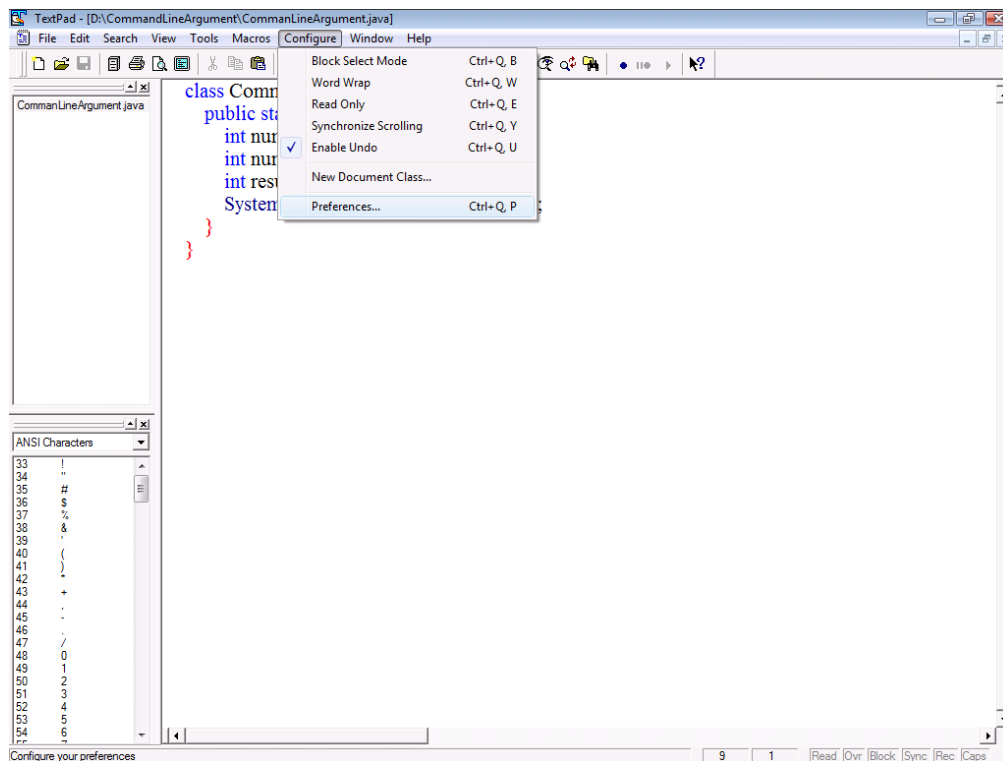 TextPad - [D:\CommandLineArgument\CommanLineArgument.java]
File Edit Search View Tools Macros Configure Window Help
Block Select Mode Ctrl+Q, B
Word Wrap Ctrl+Q, W
Read Only Ctrl+Q, E
Synchronize Scrolling Ctrl+Q, Y
Enable Undo Ctrl+Q, U
New Document Class...
Preferences... Ctrl+Q, P
CommanLineArgument.java
class Comm
public sta
int nur
int nur
int resu
System ;
}
}
ANSI Characters
33 !
34 "
35 #
36 $
37 %
38 &
39 '
40 (
41 )
42 *
43 +
44 ,
45 -
46 .
47 /
48 0
49 1
50 2
51 3
52 4
53 5
54 6
Configure your preferences 9 1 Read Ovr Block Sync Rec Caps